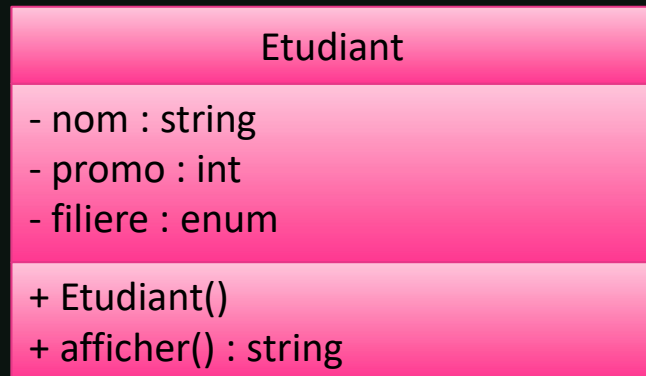 Etudiant
- nom : string
- promo : int
- filiere : enum
+ Etudiant()
+ afficher() : string